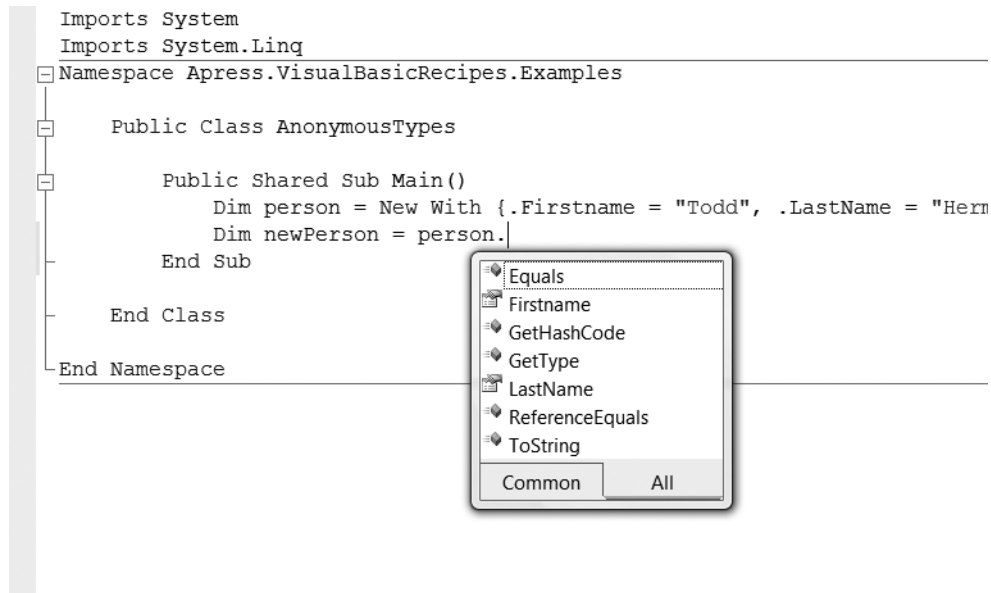 Imports System
Imports System.Linq
Namespace Apress.VisualBasicRecipes.Examples
Public Class AnonymousTypes
Public Shared Sub Main()
Dim person = New With {.Firstname = "Todd", .LastName = "Herm
Dim newPerson = person.
End Sub
End Class
End Namespace
Equals
Firstname
GetHashCode
GetType
LastName
ReferenceEquals
ToString
Common All